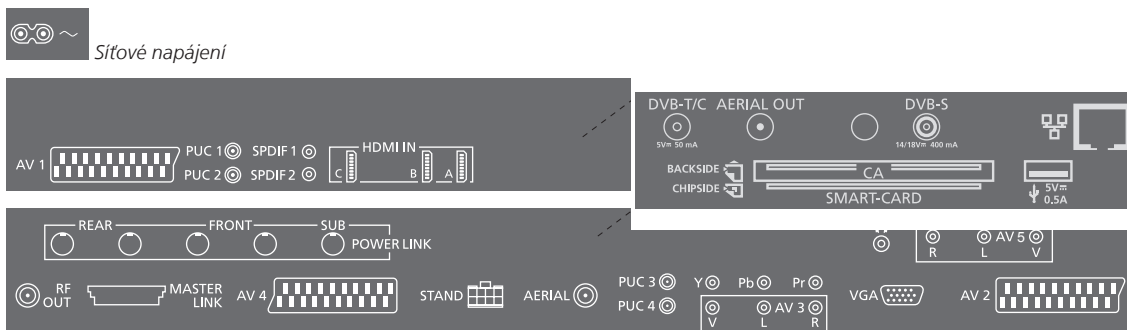 Síťové napájení
DVB-T/C AERIAL OUT DVB-S
5V⎓ 50 mA 14/18V⎓ 400 mA
AV 1 PUC 1 SPDIF 1 HDMI IN
PUC 2 SPDIF 2 C B A
BACKSIDE CA
CHIPSIDE SMART-CARD
5V⎓
0.5A
REAR FRONT SUB
POWER LINK
R L AV 5 V
RF OUT MASTER LINK AV 4 STAND AERIAL
PUC 3 Y Pb Pr
PUC 4 AV 3
V L R
VGA AV 2